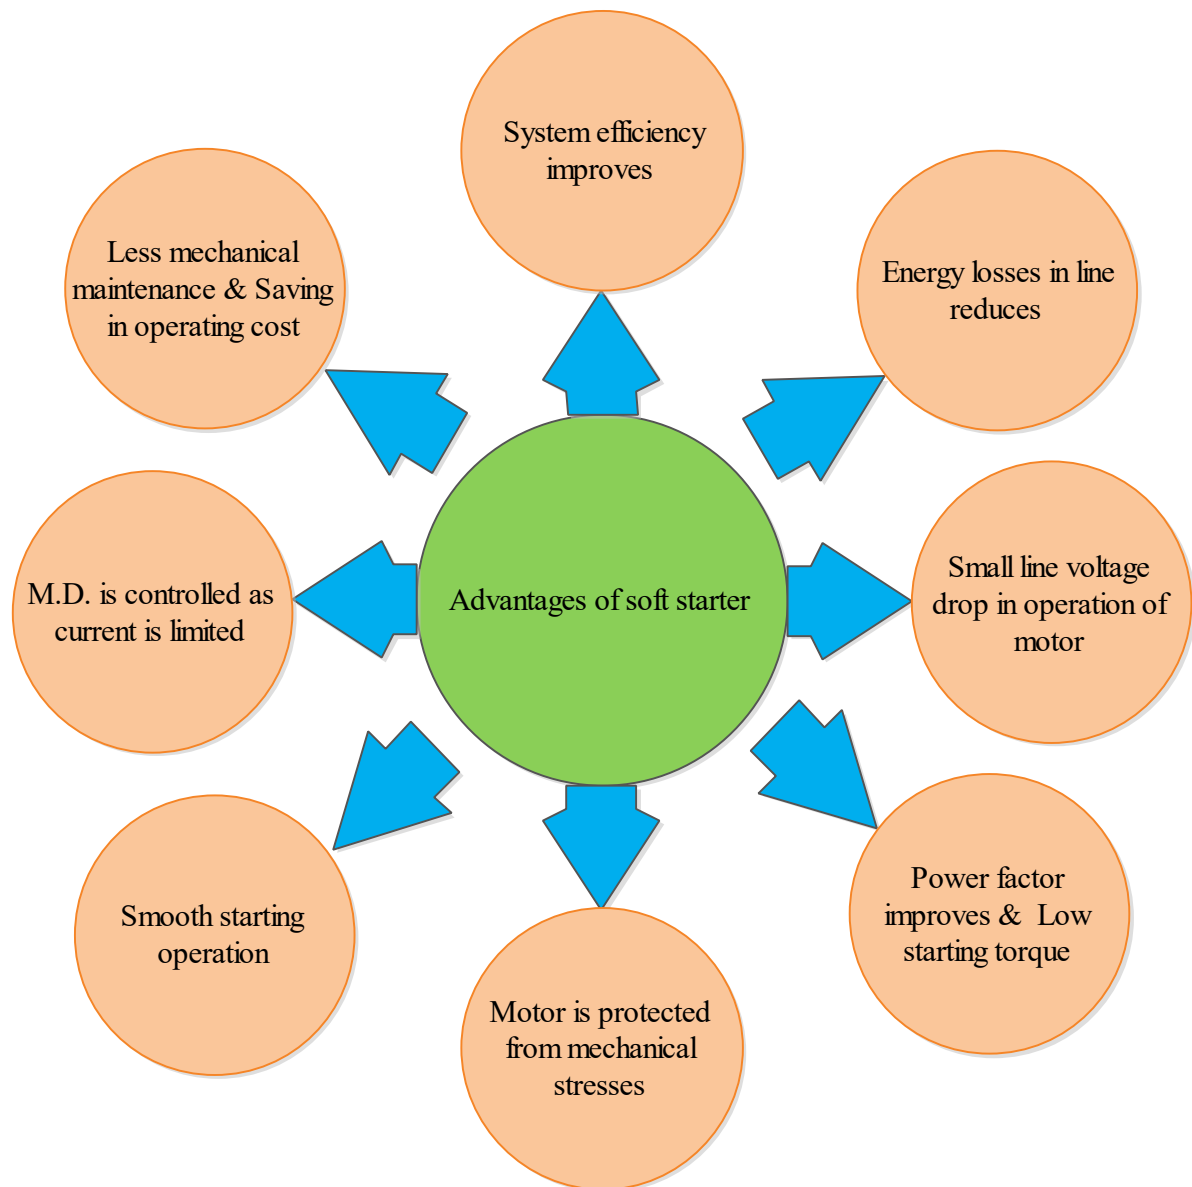 System efficiency
improves
Energy losses in line
reduces
Small line voltage
drop in operation of
motor
Power factor
improves & Low
starting torque
Motor is protected
from mechanical
stresses
Smooth starting
operation
M.D. is controlled as
current is limited
Less mechanical
maintenance & Saving
in operating cost
Advantages of soft starter